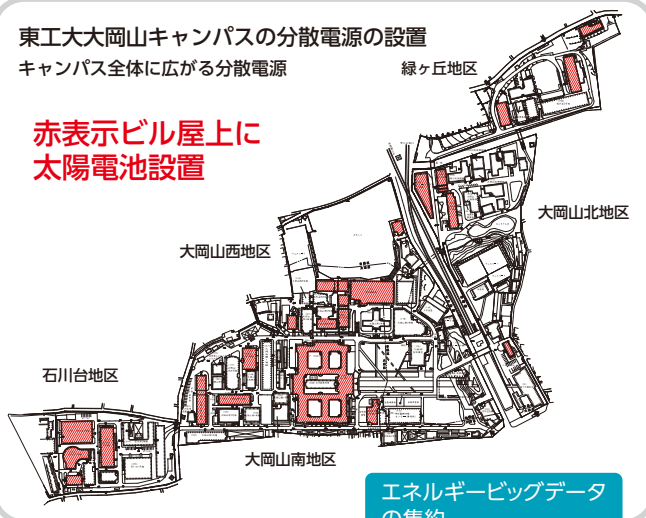 東工大大岡山キャンパスの分散電源の設置
キャンパス全体に広がる分散電源
緑ヶ丘地区
赤表示ビル屋上に
太陽電池設置
大岡山北地区
大岡山西地区
石川台地区
大岡山南地区
エネルギービッグデータ
の集約